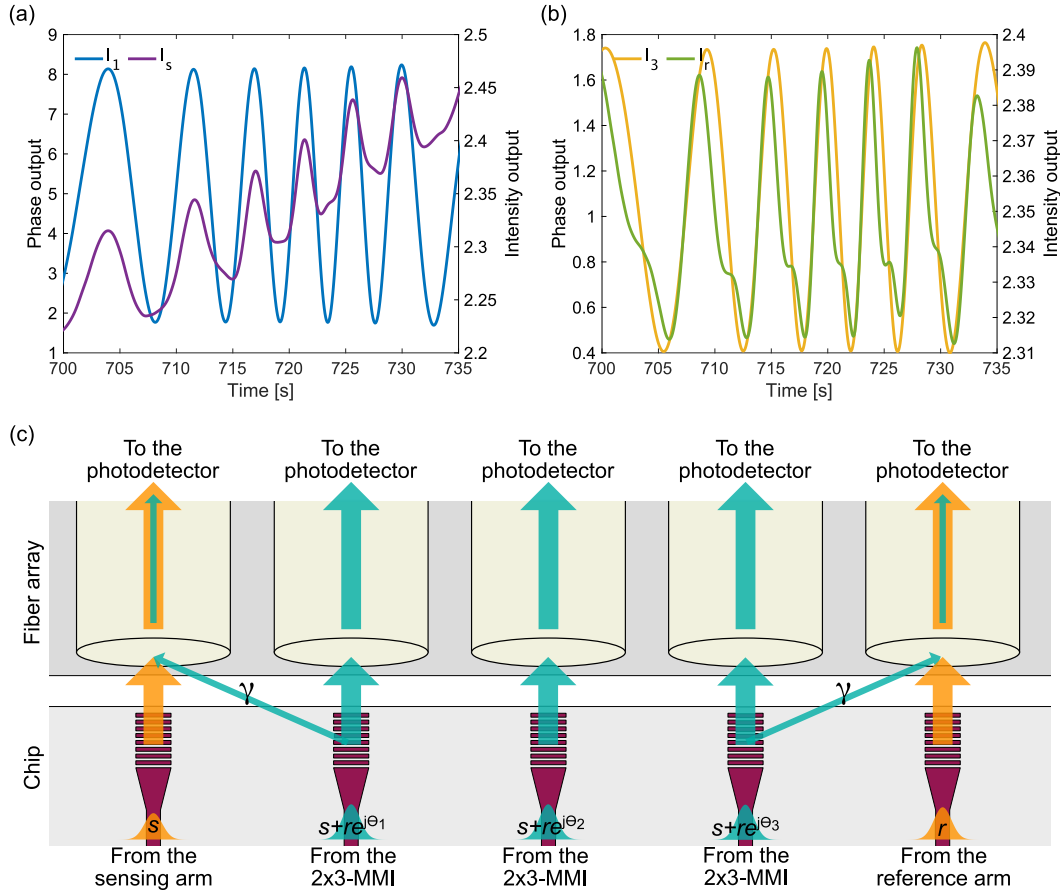 (a)
I1 Is
9
8
7
6
5
4
3
2
1
Phase output
2.5
2.45
2.4
2.35
2.3
2.25
2.2
Intensity output
700 705 710 715 720 725 730 735
Time [s]
(b)
I3 Ir
1.8
1.6
1.4
1.2
1
0.8
0.6
0.4
Phase output
2.4
2.39
2.38
2.37
2.36
2.35
2.34
2.33
2.32
2.31
Intensity output
700 705 710 715 720 725 730 735
Time [s]
(c)
To the
photodetector
To the
photodetector
To the
photodetector
To the
photodetector
To the
photodetector
Fiber array
γ
γ
Chip
s
s+re^jΘ1
s+re^jΘ2
s+re^jΘ3
r
From the
sensing arm
From the
2x3-MMI
From the
2x3-MMI
From the
2x3-MMI
From the
reference arm